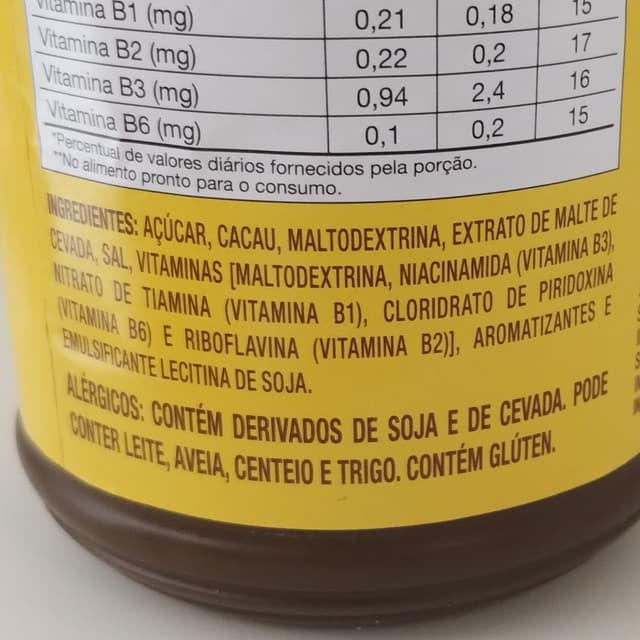 Vitamina B1 (mg) 0,21 0,18 15
Vitamina B2 (mg) 0,22 0,2 17
Vitamina B3 (mg) 0,94 2,4 16
Vitamina B6 (mg) 0,1 0,2 15
*Percentual de valores diários fornecidos pela porção.
**No alimento pronto para o consumo.
INGREDIENTES: AÇÚCAR, CACAU, MALTODEXTRINA, EXTRATO DE MALTE DE
CEVADA, SAL, VITAMINAS [MALTODEXTRINA, NIACINAMIDA (VITAMINA B3),
NITRATO DE TIAMINA (VITAMINA B1), CLORIDRATO DE PIRIDOXINA
(VITAMINA B6) E RIBOFLAVINA (VITAMINA B2)], AROMATIZANTES E
EMULSIFICANTE LECITINA DE SOJA.
ALÉRGICOS: CONTÉM DERIVADOS DE SOJA E DE CEVADA. PODE
CONTER LEITE, AVEIA, CENTEIO E TRIGO. CONTÉM GLÚTEN.